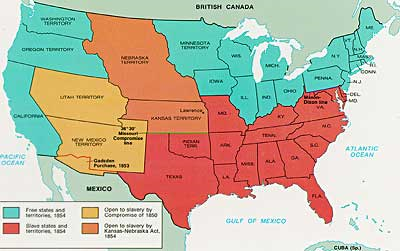 BRITISH CANADA
WASHINGTON
TERRITORY
OREGON TERRITORY
NEBRASKA
TERRITORY
MINNESOTA
TERRITORY
WIS.
MICH.
VT.
ME.
N.H.
N.Y.
MASS.
R.I.
CONN.
N.J.
PENN.
IOWA
ILL.
IND.
OHIO
Mason-
Dixon line
DEL.
MD.
VA.
UTAH TERRITORY
CALIFORNIA
Lawrence
KANSAS TERRITORY
MO.
KY.
N.C.
TENN.
S.C.
36°30'
Missouri
Compromise
line
NEW MEXICO
TERRITORY
INDIAN
TERR.
ARK.
MISS.
ALA.
GA.
Gadsden
Purchase, 1853
TEXAS
LA.
FLA.
PACIFIC
OCEAN
ATLANTIC
OCEAN
MEXICO
GULF OF MEXICO
CUBA (Sp.)
Free states and
territories, 1854
Slave states and
territories, 1854
Open to slavery by
Compromise of 1850
Open to slavery by
Kansas-Nebraska Act,
1854